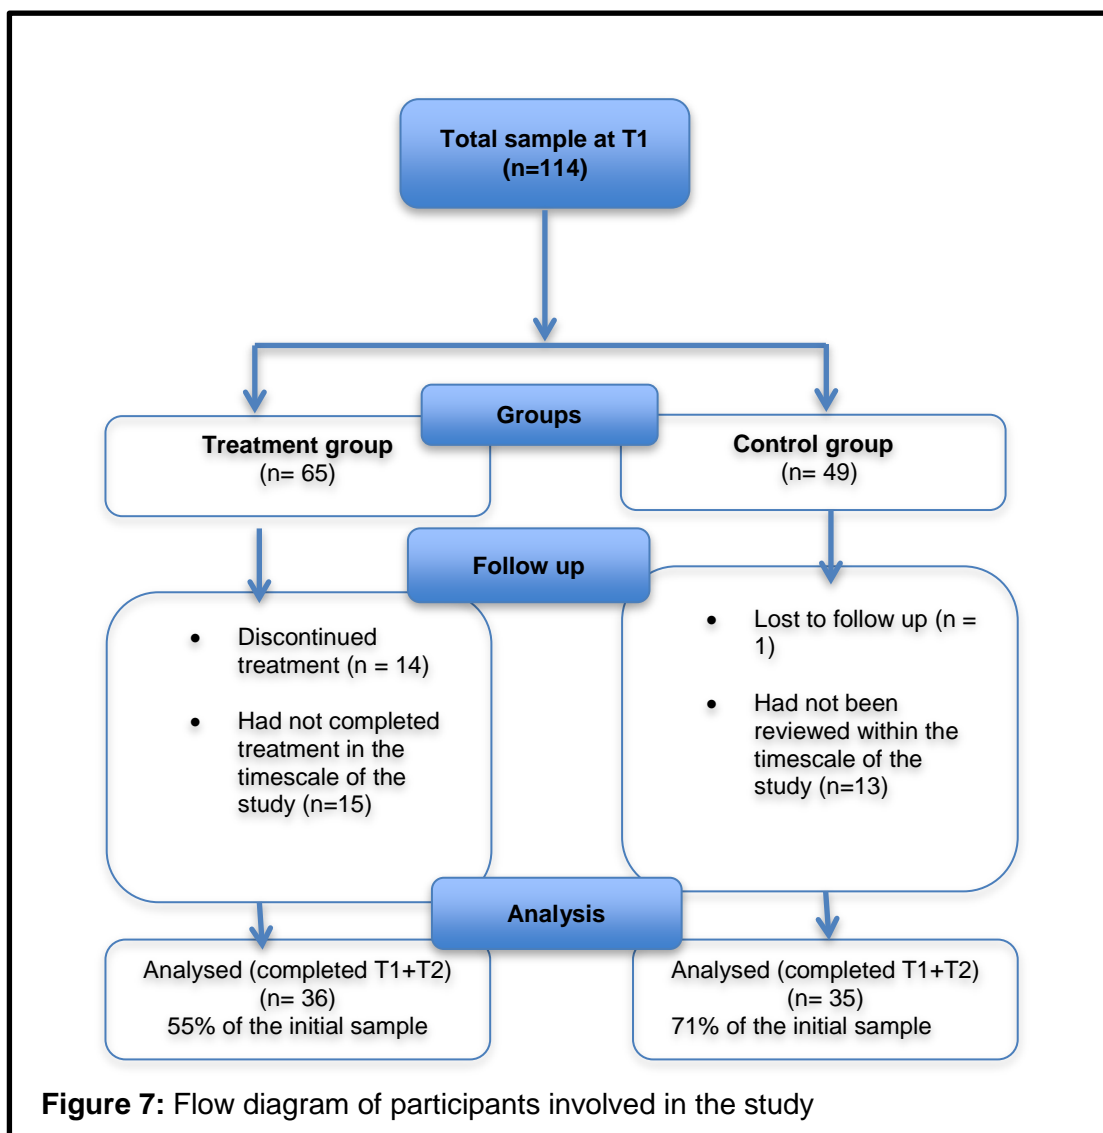 Total sample at T1
(n=114)
Groups
Treatment group
(n= 65)
Control group
(n= 49)
Follow up
• Discontinued
treatment (n = 14)
• Had not completed
treatment in the
timescale of the
study (n=15)
• Lost to follow up (n =
1)
• Had not been
reviewed within the
timescale of the
study (n=13)
Analysis
Analysed (completed T1+T2)
(n= 36)
55% of the initial sample
Analysed (completed T1+T2)
(n= 35)
71% of the initial sample
Figure 7: Flow diagram of participants involved in the study